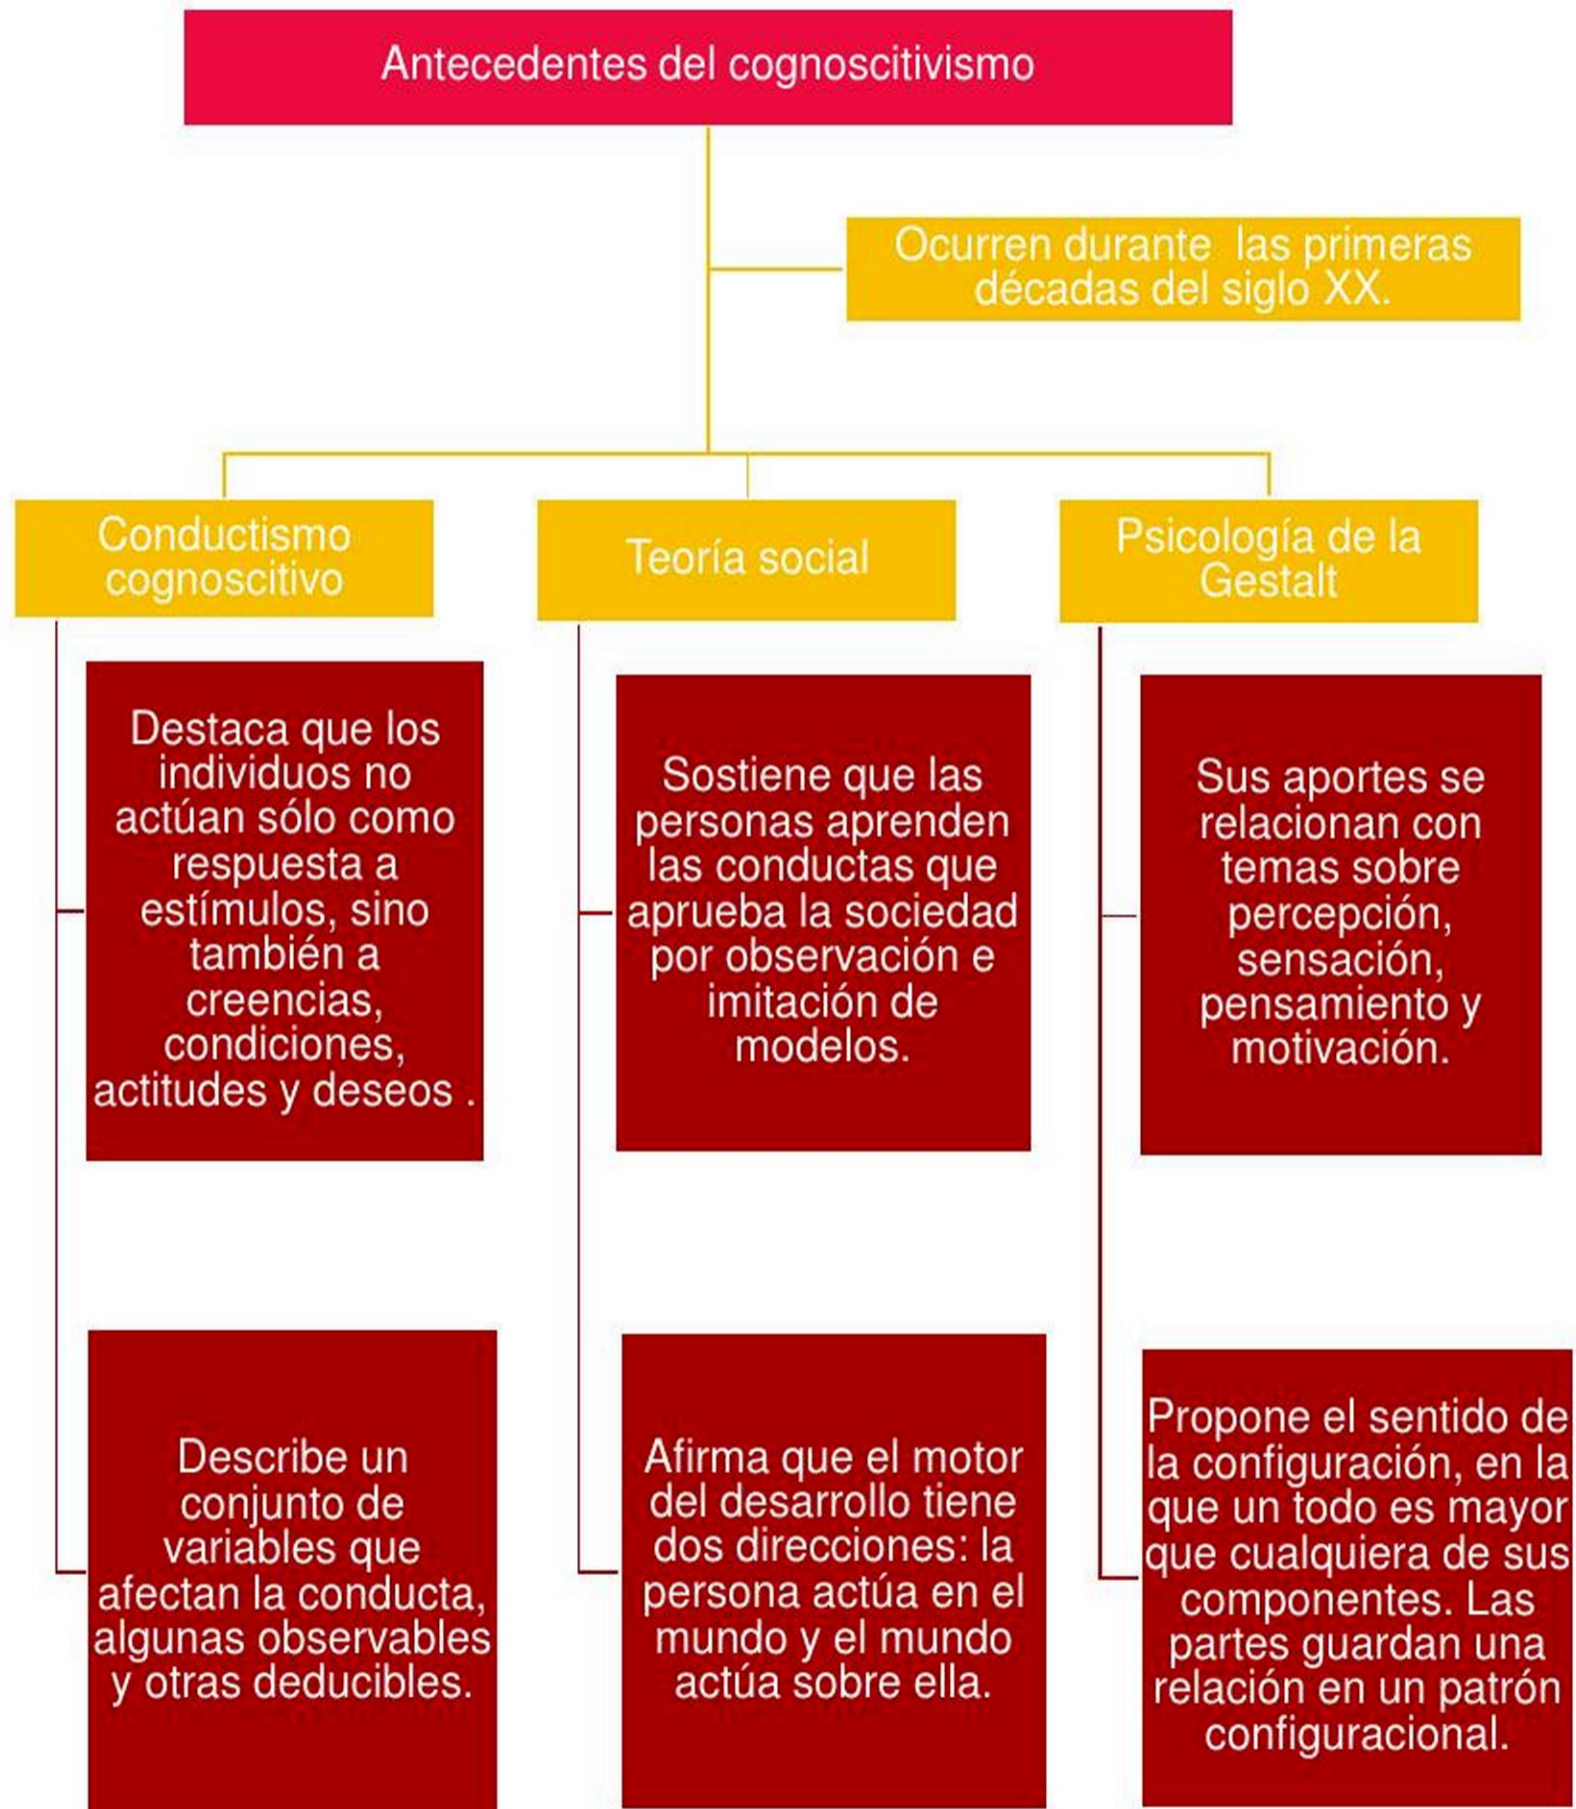 Antecedentes del cognoscitivismo
Ocurren durante  las primeras
décadas del siglo XX.
Conductismo
cognoscitivo
Destaca que los
individuos no
actúan sólo como
respuesta a
estímulos, sino
también a
creencias,
condiciones,
actitudes y deseos .
Describe un
conjunto de
variables que
afectan la conducta,
algunas observables
y otras deducibles.
Teoría social
Sostiene que las
personas aprenden
las conductas que
aprueba la sociedad
por observación e
imitación de
modelos.
Afirma que el motor
del desarrollo tiene
dos direcciones: la
persona actúa en el
mundo y el mundo
actúa sobre ella.
Psicología de la
Gestalt
Sus aportes se
relacionan con
temas sobre
percepción,
sensación,
pensamiento y
motivación.
Propone el sentido de
la configuración, en la
que un todo es mayor
que cualquiera de sus
componentes. Las
partes guardan una
relación en un patrón
configuracional.